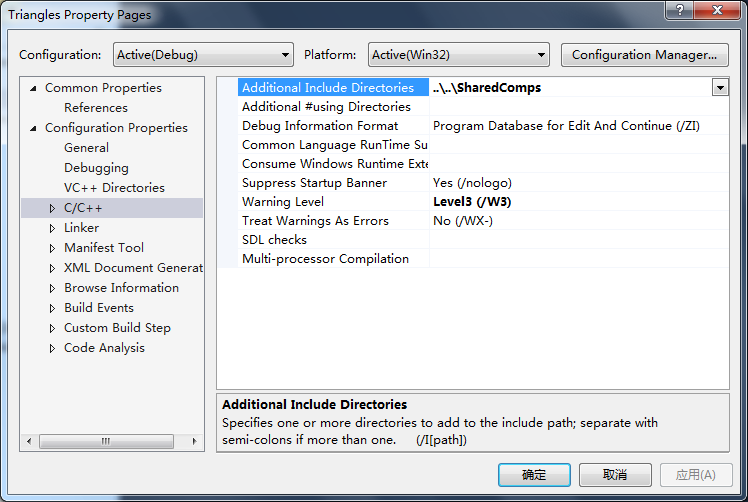 Triangles Property Pages
?
Configuration: Active(Debug) Platform: Active(Win32) Configuration Manager...
Common Properties
References
Configuration Properties
General
Debugging
VC++ Directories
C/C++
Linker
Manifest Tool
XML Document Generat
Browse Information
Build Events
Custom Build Step
Code Analysis
Additional Include Directories ..\..\SharedComps
Additional #using Directories
Debug Information Format Program Database for Edit And Continue (/ZI)
Common Language RunTime Su
Consume Windows Runtime Exte
Suppress Startup Banner Yes (/nologo)
Warning Level Level3 (/W3)
Treat Warnings As Errors No (/WX-)
SDL checks
Multi-processor Compilation
Additional Include Directories
Specifies one or more directories to add to the include path; separate with
semi-colons if more than one. (/I[path])
确定 取消 应用(A)